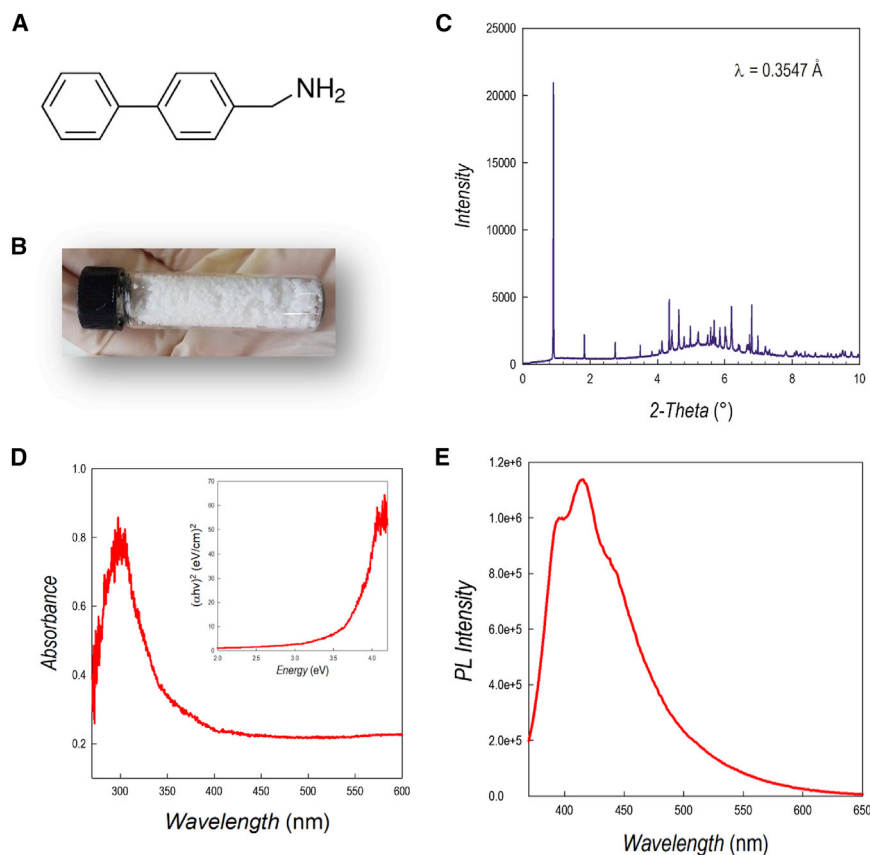 A
NH2
B
C
25000
20000
15000
10000
5000
0
Intensity
λ = 0.3547 Å
0 2 4 6 8 10
2-Theta (°)
D
1.0
0.8
0.6
0.4
0.2
Absorbance
70
60
50
40
30
20
10
0
(αhν)² (eV/cm)²
2.0 2.5 3.0 3.5 4.0
Energy (eV)
300 350 400 450 500 550 600
Wavelength (nm)
E
1.2e+6
1.0e+6
8.0e+5
6.0e+5
4.0e+5
2.0e+5
0.0
PL Intensity
400 450 500 550 600 650
Wavelength (nm)